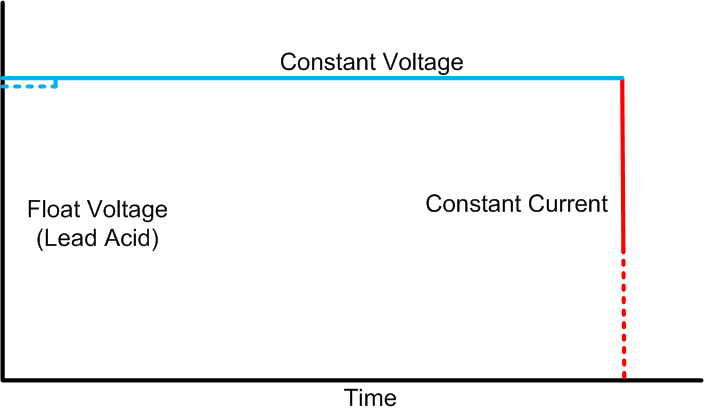 Constant Voltage
Float Voltage
(Lead Acid)
Constant Current
Time